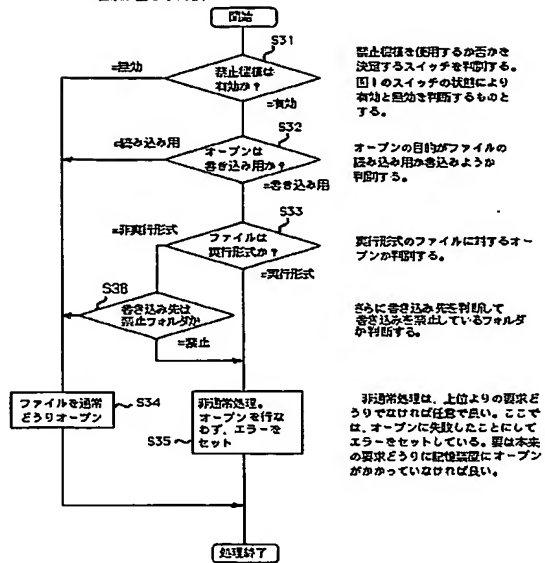 開始
S31
禁止機構は
有効か?
=無効
=有効
禁止機構を使用するか否かを
決定するスイッチを判別する。
図1のスイッチの状態により
有効と無効を判断するものと
する。
S32
オープンは
書き込み用か?
=読み込み用
=書き込み用
オープンの目的がファイルの
読み込み用か書込みようか
判別する。
S33
ファイルは
実行形式か?
=非実行形式
=実行形式
実行形式のファイルに対するオー
プンか判別する。
S38
書き込み先は
禁止フォルダか
=禁止
さらに書き込み先を判断して
書き込みを禁止しているフォルダ
か判断する。
ファイルを通常
どうりオープン
S34
非通常処理。
オープンを行な
わず、エラーを
セット
S35
非通常処理は、上位よりの要求ど
うりでなければ任意で良い。ここで
は、オープンに失敗したことにして
エラーをセットしている。要は本来
の要求どうりに記憶装置にオープン
がかかっていなければ良い。
処理終了